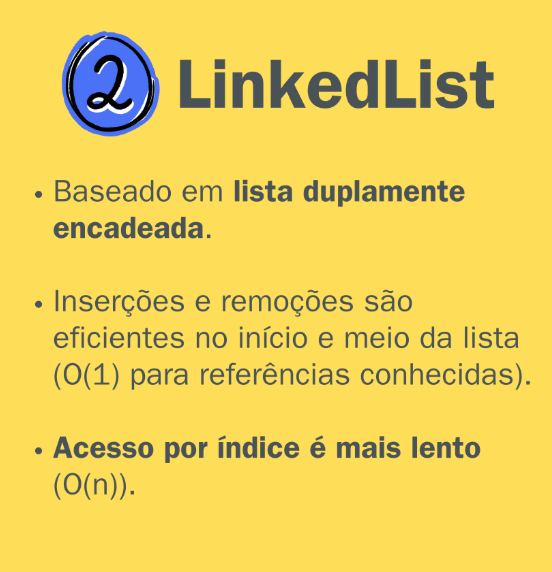 2 LinkedList
• Baseado em lista duplamente
encadeada.
• Inserções e remoções são
eficientes no início e meio da lista
(O(1) para referências conhecidas).
• Acesso por índice é mais lento
(O(n)).